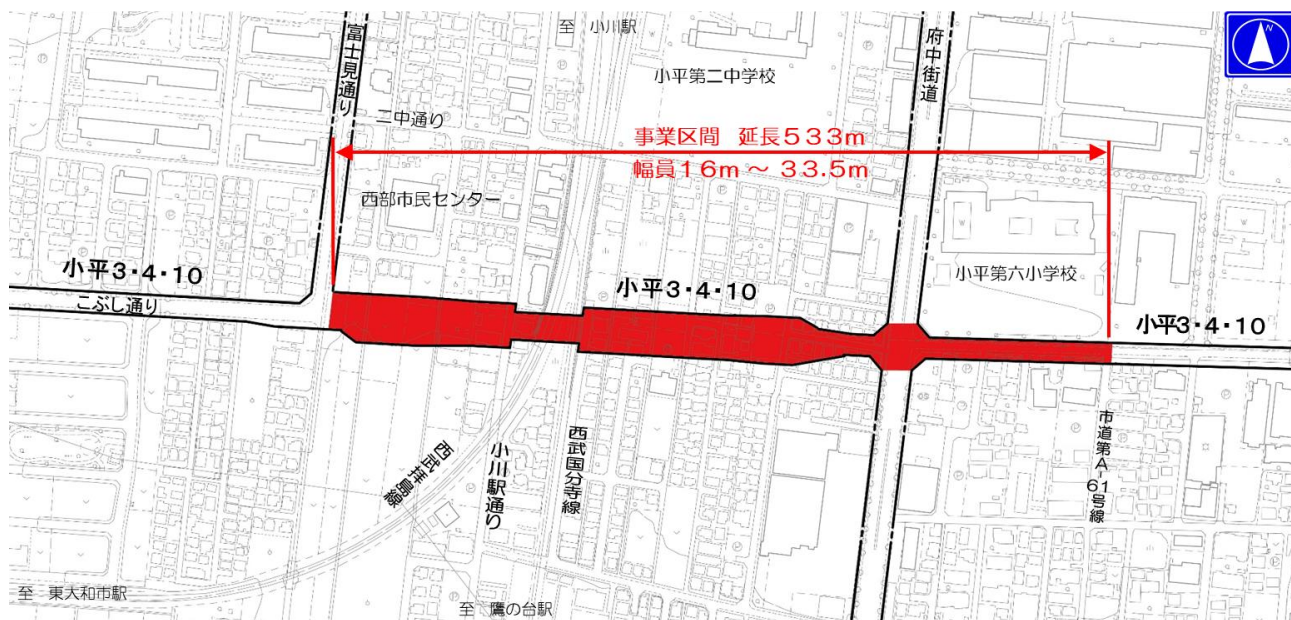 至 小川駅
N
富士見通り
小平第二中学校
府中街道
二中通り
事業区間 延長533m
幅員16m～33.5m
西部市民センター
小平3・4・10
こぶし通り
小平3・4・10
小平第六小学校
小平3・4・10
西武拝島線
小川駅通り
西武国分寺線
市道第A-61号線
至 東大和市駅
至 鷹の台駅